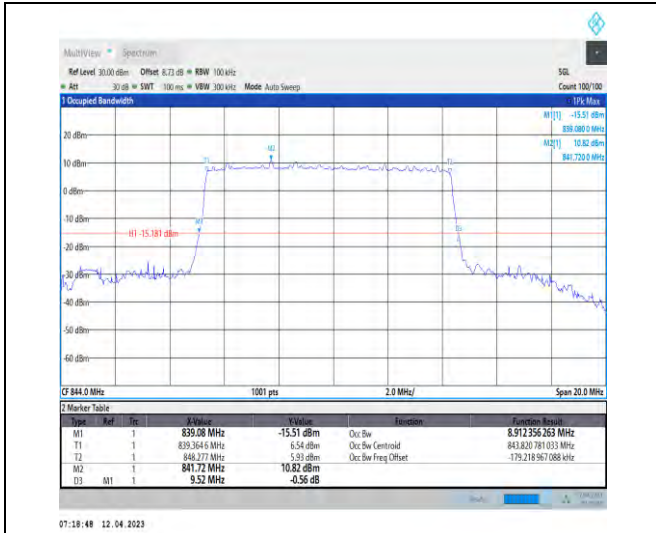 MultiView Spectrum
Ref Level 30.00 dBm Offset 8.73 dB RBW 100 kHz SGL
Att 30 dB SWT 100 ms VBW 300 kHz Mode Auto Sweep Count 100/100
1 Occupied Bandwidth 1Pk Max
M1[1] -15.51 dBm
839.080 0 MHz
M2[1] 10.82 dBm
841.720 0 MHz
20 dBm
M2
T1
T2
10 dBm
0 dBm
-10 dBm
M1
D3
H1 -15.181 dBm
-20 dBm
-30 dBm
-40 dBm
-50 dBm
-60 dBm
CF 844.0 MHz 1001 pts 2.0 MHz/ Span 20.0 MHz
2 Marker Table
Type Ref Trc X-Value Y-Value Function Function Result
M1 1 839.08 MHz -15.51 dBm Occ Bw 8.912 356 263 MHz
T1 1 839.364 6 MHz 6.54 dBm Occ Bw Centroid 843.820 781 033 MHz
T2 1 848.277 MHz 5.93 dBm Occ Bw Freq Offset -179.218 967 088 kHz
M2 1 841.72 MHz 10.82 dBm
D3 M1 1 9.52 MHz -0.56 dB
07:18:48 12.04.2023